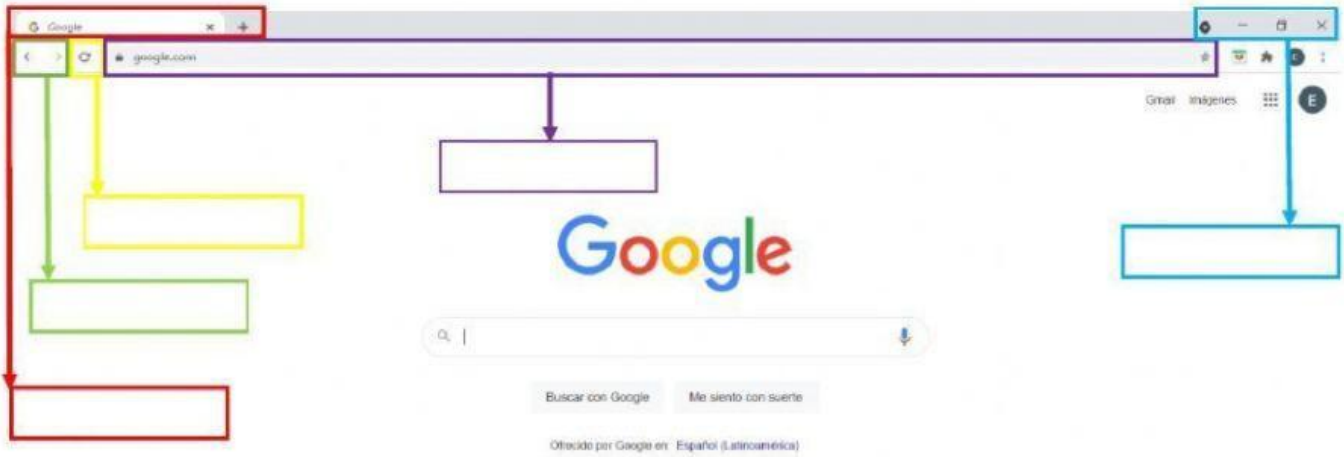 Google
google.com
Gmail Imágenes
E
Google
Buscar con Google Me siento con suerte
Ofrecido por Google en: Español (Latinoamérica)